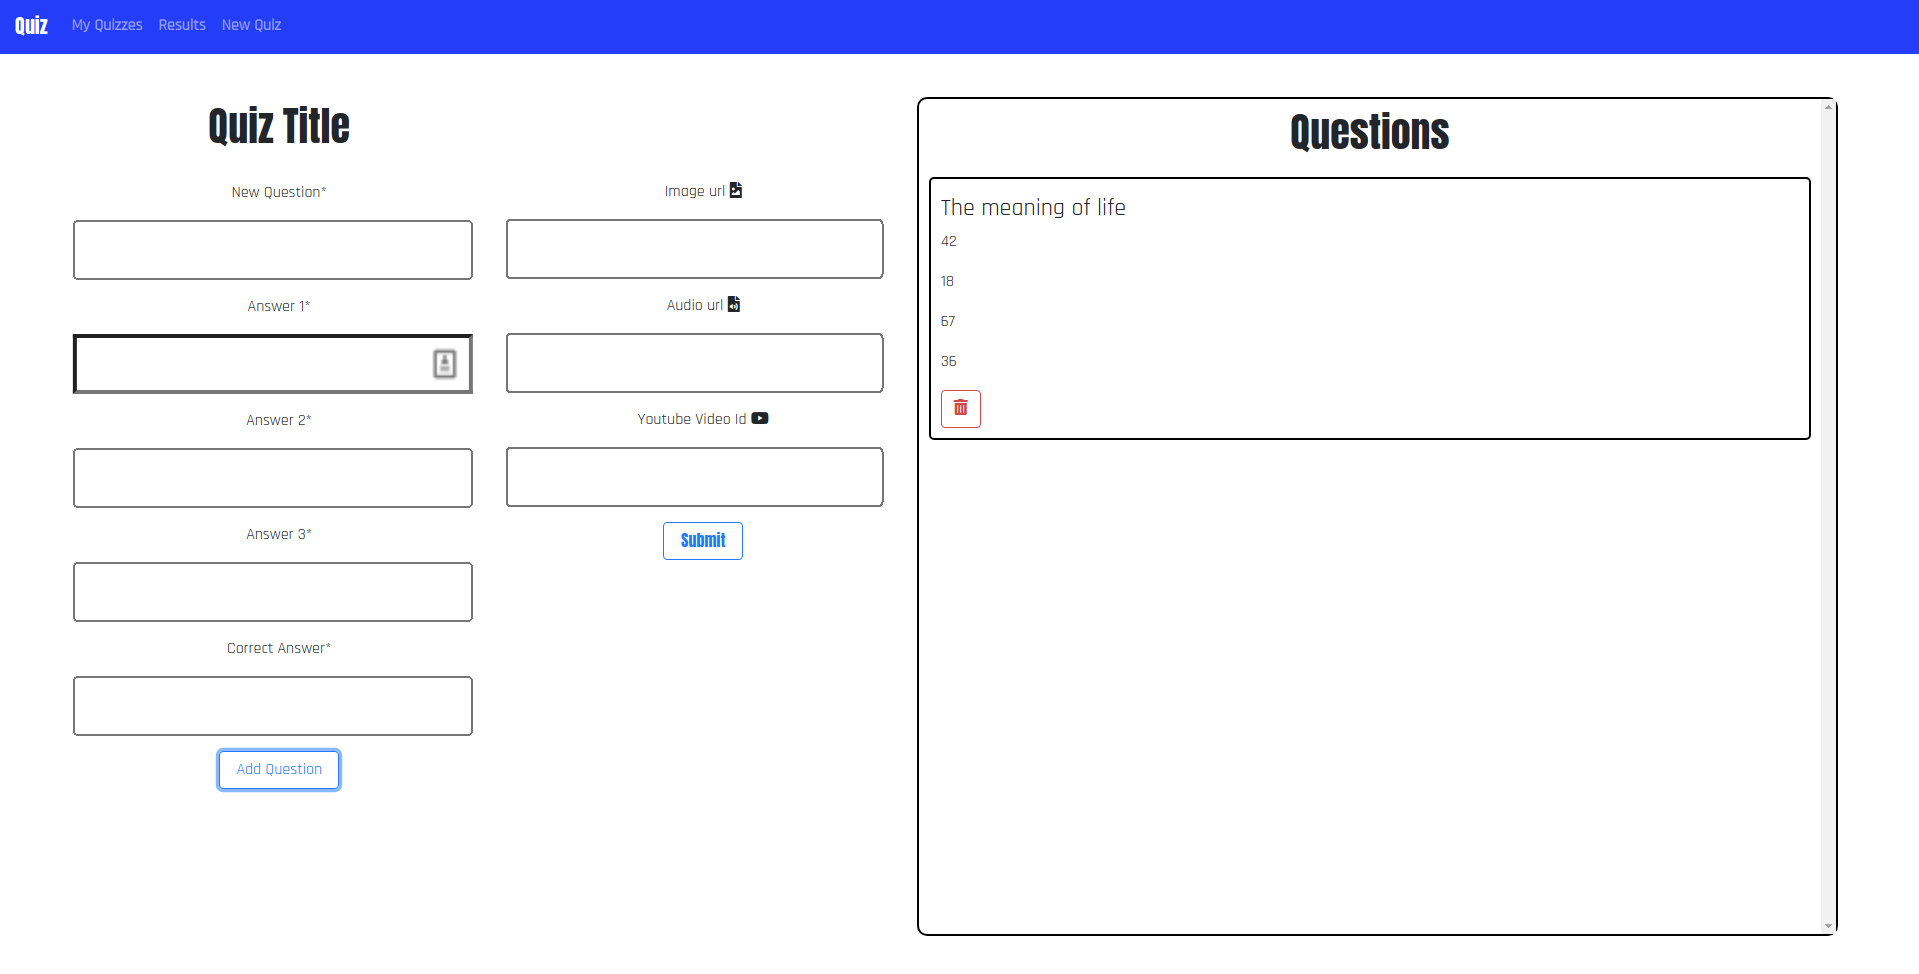 Quiz My Quizzes Results New Quiz
Quiz Title
New Question*
Answer 1*
Answer 2*
Answer 3*
Correct Answer*
Add Question
Image url
Audio url
Youtube Video Id
Submit
Questions
The meaning of life
42
18
67
36